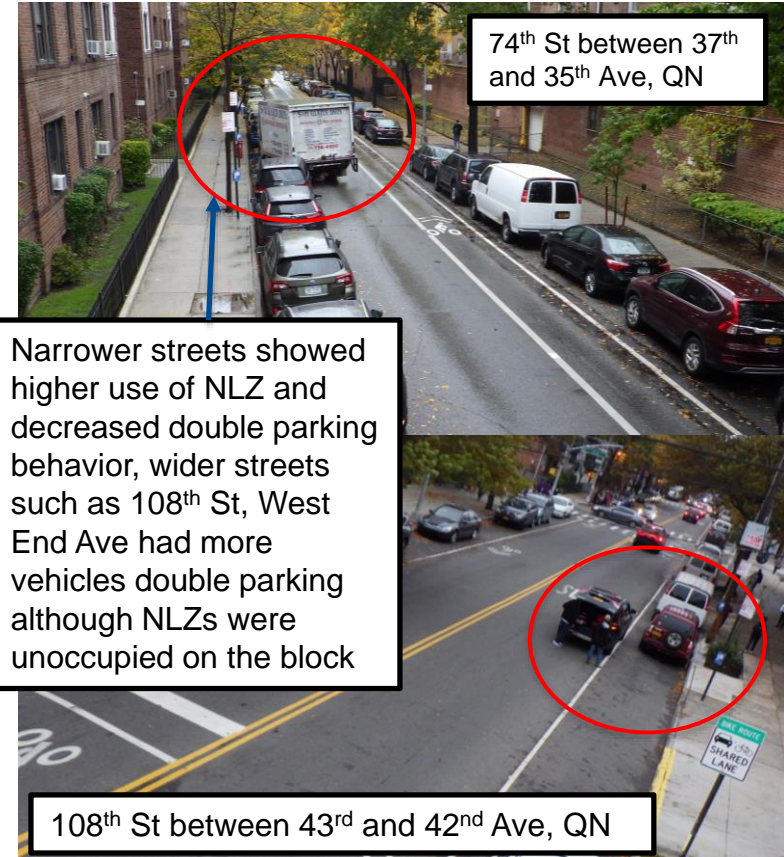 74th St between 37th
and 35th Ave, QN
Narrower streets showed
higher use of NLZ and
decreased double parking
behavior, wider streets
such as 108th St, West
End Ave had more
vehicles double parking
although NLZs were
unoccupied on the block
BIKE ROUTE
SHARED
LANE
108th St between 43rd and 42nd Ave, QN